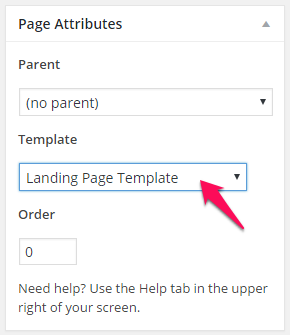 Page Attributes
Parent
(no parent)
Template
Landing Page Template
Order
0
Need help? Use the Help tab in the upper
right of your screen.